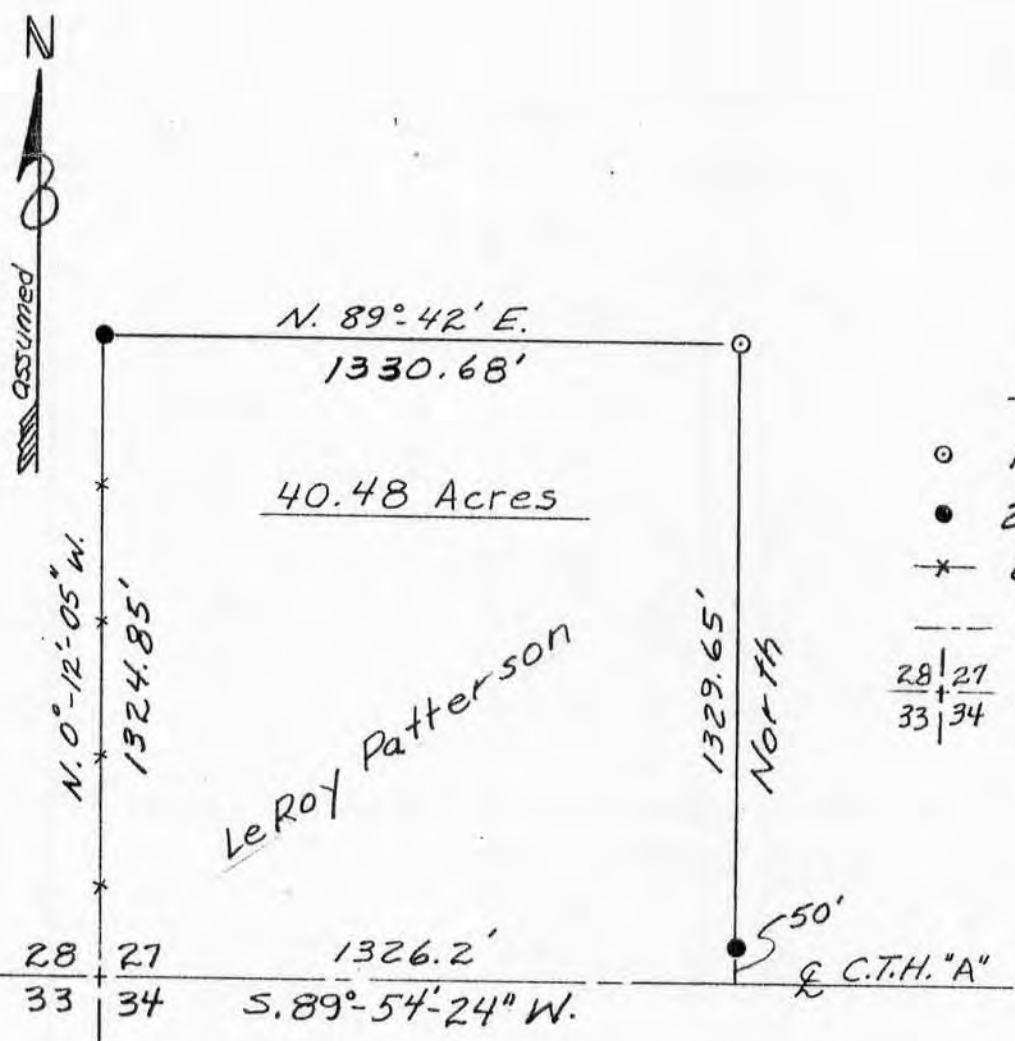 N
assumed
N. 89°-42' E.
1330.68'
40.48 Acres
N. 0°-12'-05" W.
1324.85'
LeRoy Patterson
1329.65'
North
28 27
33 34
50'
28 27
33 34
1326.2'
S. 89°-54'-24" W.
℄ C.T.H. "A"